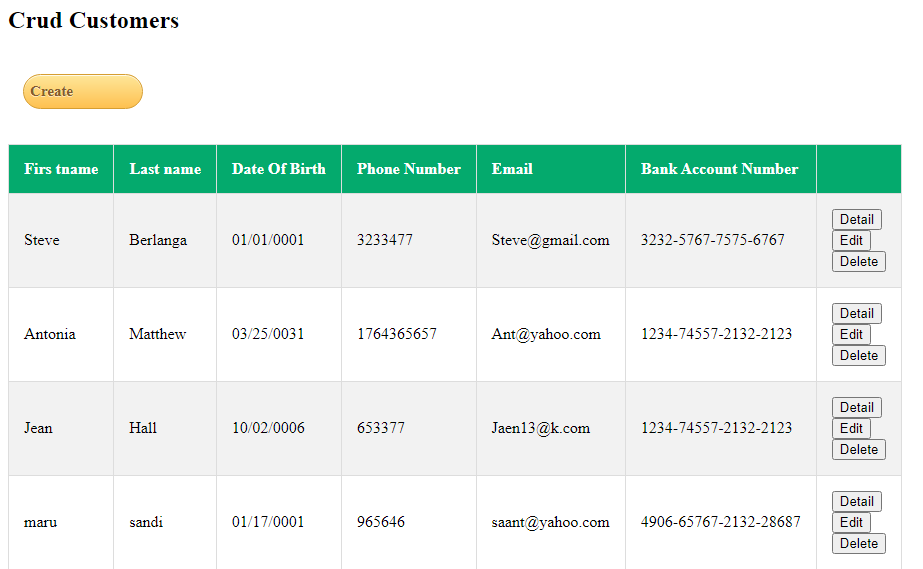 Crud Customers
Create
Firs tname Last name Date Of Birth Phone Number Email Bank Account Number
Steve Berlanga 01/01/0001 3233477 Steve@gmail.com 3232-5767-7575-6767 Detail
Edit
Delete
Antonia Matthew 03/25/0031 1764365657 Ant@yahoo.com 1234-74557-2132-2123 Detail
Edit
Delete
Jean Hall 10/02/0006 653377 Jaen13@k.com 1234-74557-2132-2123 Detail
Edit
Delete
maru sandi 01/17/0001 965646 saant@yahoo.com 4906-65767-2132-28687 Detail
Edit
Delete